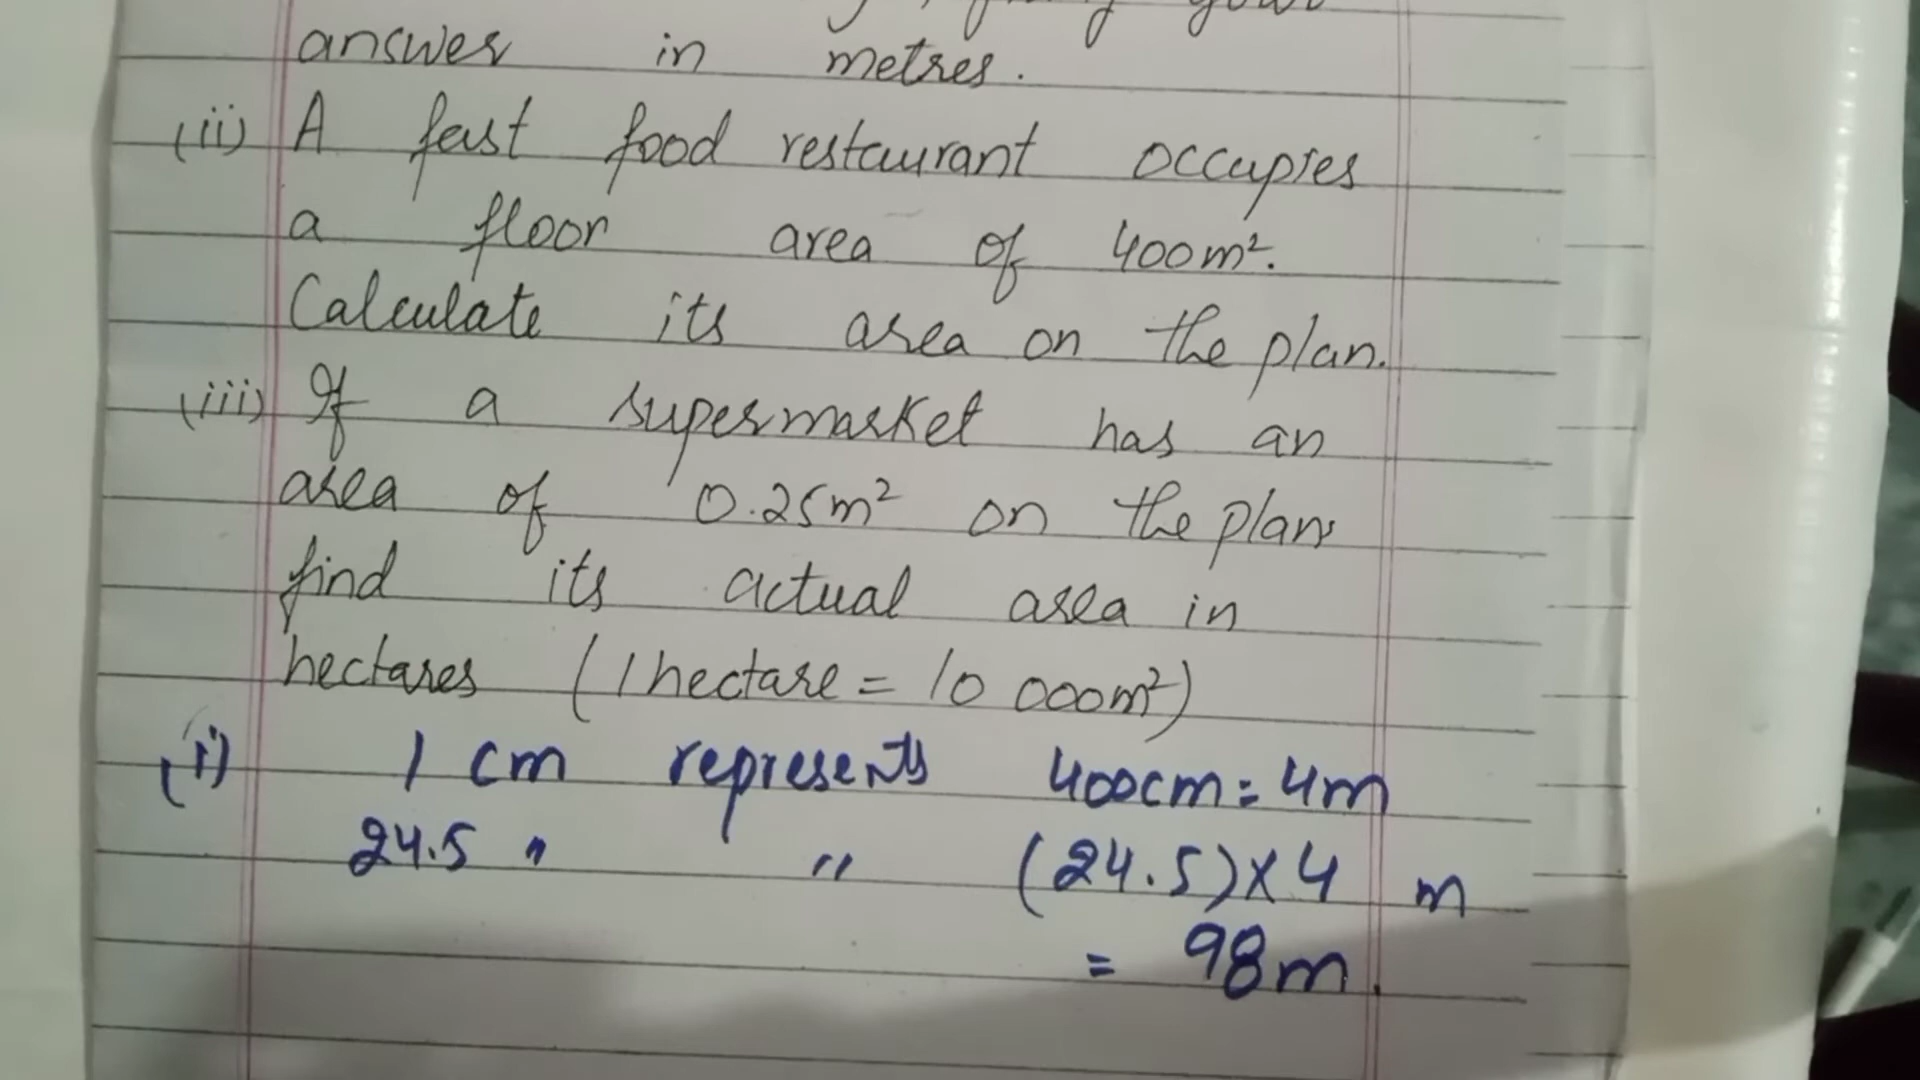 answer in metres.
(ii) A fast food restaurant occupies
a floor area of 400m².
Calculate its area on the plan.
(iii) If a supermarket has an
area of 0.25m² on the plan
find its actual area in
hectares (1 hectare = 10 000m²)
(i) 1 cm represents 400cm = 4m
24.5 " " (24.5)×4 m
= 98m.